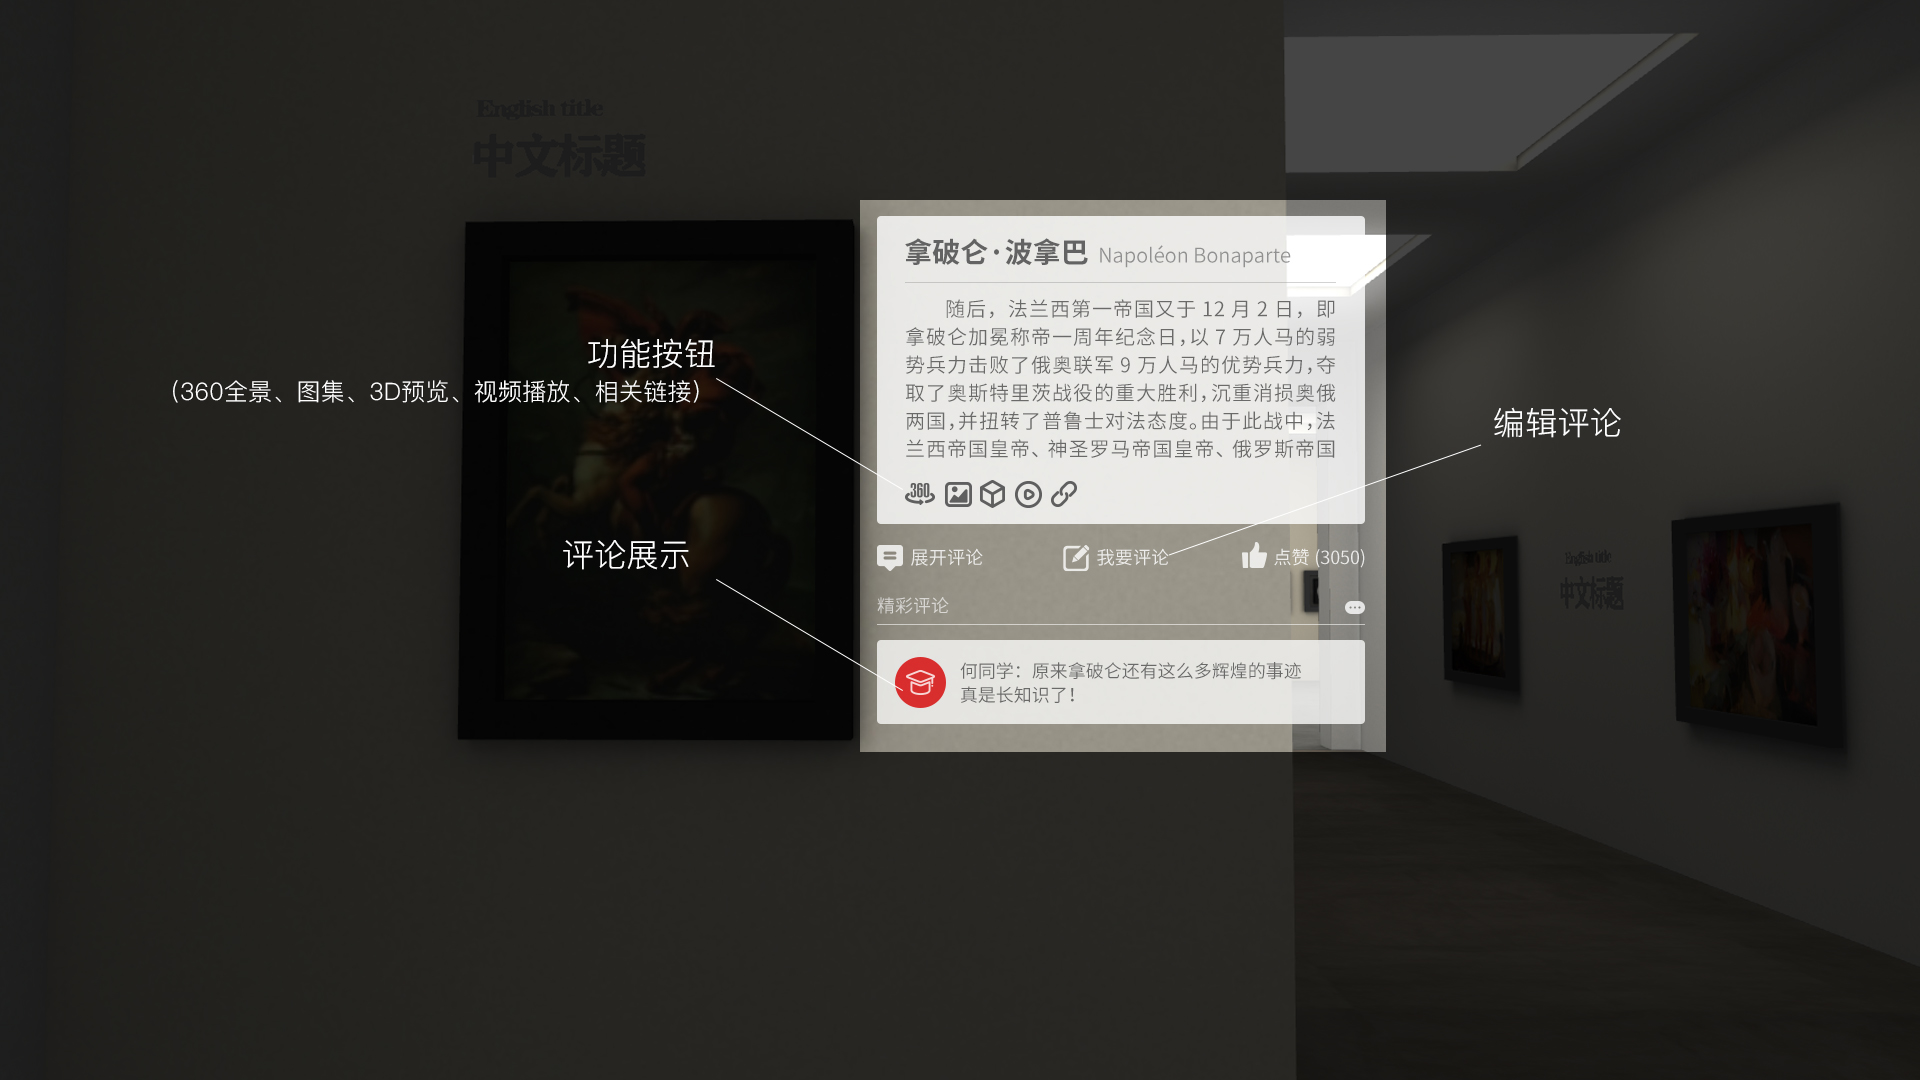 English title
中文标题
拿破仑·波拿巴 Napoléon Bonaparte
随后，法兰西第一帝国又于 12 月 2 日，即
拿破仑加冕称帝一周年纪念日，以 7 万人马的弱
势兵力击败了俄奥联军 9 万人马的优势兵力，夺
取了奥斯特里茨战役的重大胜利，沉重消损奥俄
两国，并扭转了普鲁士对法态度。由于此战中，法
兰西帝国皇帝、神圣罗马帝国皇帝、俄罗斯帝国
360
功能按钮
（360全景、图集、3D预览、视频播放、相关链接）
编辑评论
评论展示
展开评论
我要评论
点赞 (3050)
精彩评论
何同学：原来拿破仑还有这么多辉煌的事迹
真是长知识了！
English title
中文标题